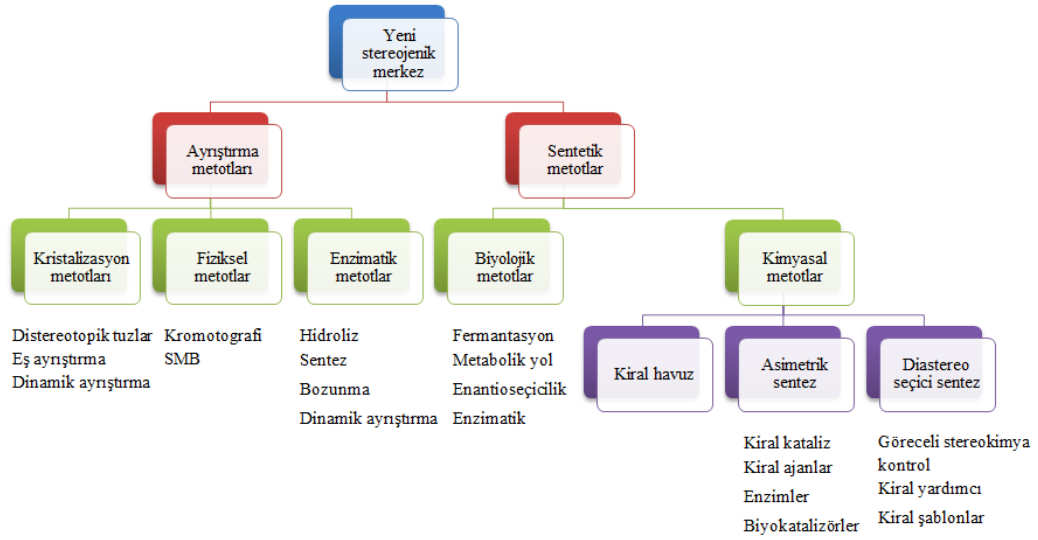 Yeni
stereojenik
merkez
Ayrıştırma
metotları
Sentetik
metotlar
Kristalizasyon
metotları
Fiziksel
metotlar
Enzimatik
metotlar
Biyolojik
metotlar
Kimyasal
metotlar
Distereotopik tuzlar
Eş ayrıştırma
Dinamik ayrıştırma
Kromotografi
SMB
Hidroliz
Sentez
Bozunma
Dinamik ayrıştırma
Fermantasyon
Metabolik yol
Enantioseçicilik
Enzimatik
Kiral havuz
Asimetrik
sentez
Diastereo
seçici sentez
Kiral kataliz
Kiral ajanlar
Enzimler
Biyokatalizörler
Göreceli stereokimya
kontrol
Kiral yardımcı
Kiral şablonlar